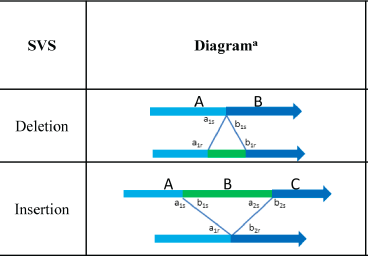 SVS Diagramᵃ
A B
a1s b1s
Deletion
a1r b1r
A B C
a1s b1s a2s b2s
Insertion
a1r b2r